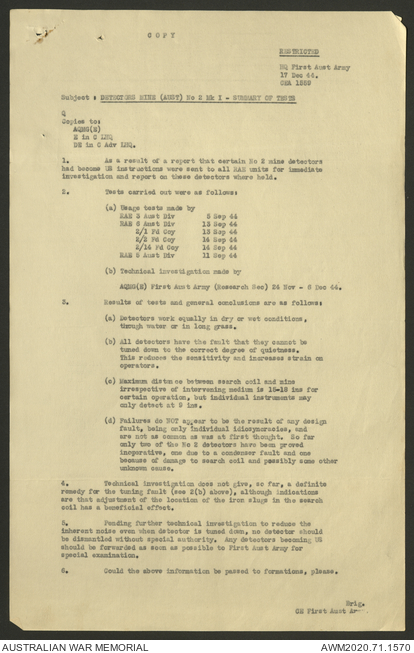 COPY
RESTRICTED
HQ First Aust Army
17 Dec 44.
Subject : DETECTORS MINE (AUST) No 2 Mk I - SUMMARY OF TESTS
Q
Copies to:
AQMG(E)
E in C LHQ
DE in C Adv LHQ.
1. As a result of a report that certain No 2 mine detectors
had become US instructions were sent to all RAE units for immediate
investigation and report on these detectors where held.
2. Tests carried out were as follows:
(a) Usage tests made by
RAE 3 Aust Div 5 Sep 44
RAE 6 Aust Div 13 Sep 44
2/1 Fd Coy 13 Sep 44
2/2 Fd Coy 14 Sep 44
2/14 Fd Coy 14 Sep 44
RAE 5 Aust Div 11 Sep 44
(b) Technical investigation made by
AQMG(E) First Aust Army (Research Sec) 24 Nov - 6 Dec 44.
3. Results of tests and general conclusions are as follows:
(a) Detectors work equally in dry or wet conditions,
through water or in long grass.
(b) All detectors have the fault that they cannot be
tuned down to the correct degree of quietness.
This reduces the sensitivity and increases strain on
operators.
(c) Maximum distance between search coil and mine
irrespective of intervening medium is 15-16 ins for
certain operation, but individual instruments may
only detect at 9 ins.
(d) Failures do NOT appear to be the result of any design
fault, being only individual idiosyncrasies, and
are not as common as was at first thought. So far
only two of the No 2 detectors have been proved
inoperative, one due to a condenser fault and one
because of damage to search coil and possibly some other
unknown cause.
4. Technical investigation does not give, so far, a definite
remedy for the tuning fault (see 2(b) above), although indications
are that adjustment of the location of the iron slugs in the search
coil has a beneficial effect.
5. Pending further technical investigation to reduce the
inherent noise even when detector is tuned down, no detector should
be dismantled without special authority. Any detectors becoming US
should be forwarded as soon as possible to First Aust Army for
special examination.
6. Could the above information be passed to formations, please.
Brig.
CE First Aust
AUSTRALIAN WAR MEMORIAL AWM2020.71.1570